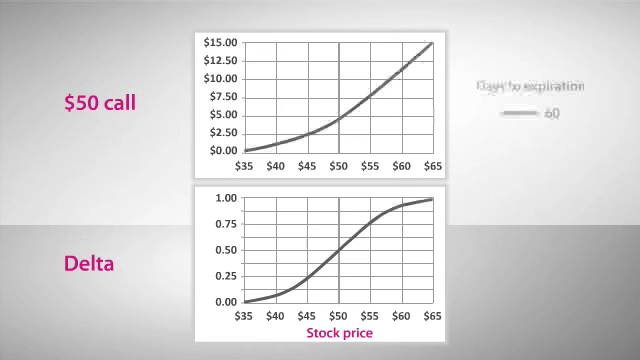 $50 call
$15.00
$12.50
$10.00
$7.50
$5.00
$2.50
$0.00
$35 $40 $45 $50 $55 $60 $65
Days to expiration
60
Delta
1.00
0.75
0.50
0.25
0.00
$35 $40 $45 $50 $55 $60 $65
Stock price